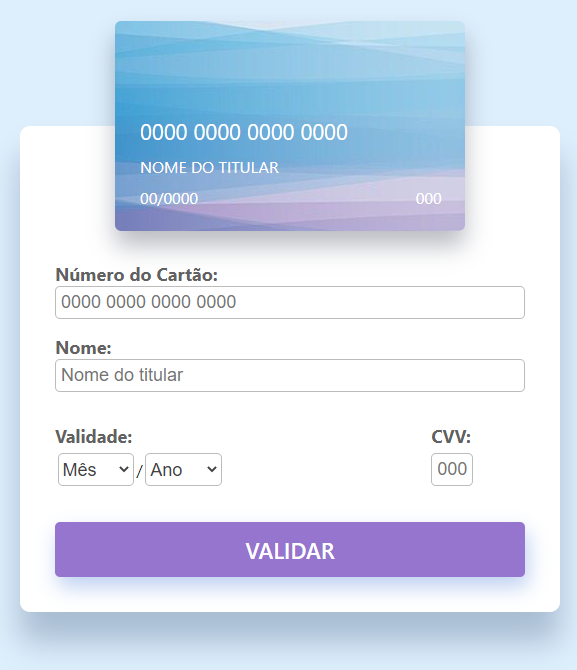 0000 0000 0000 0000
NOME DO TITULAR
00/0000 000
Número do Cartão:
0000 0000 0000 0000
Nome:
Nome do titular
Validade: CVV:
Mês / Ano 000
VALIDAR